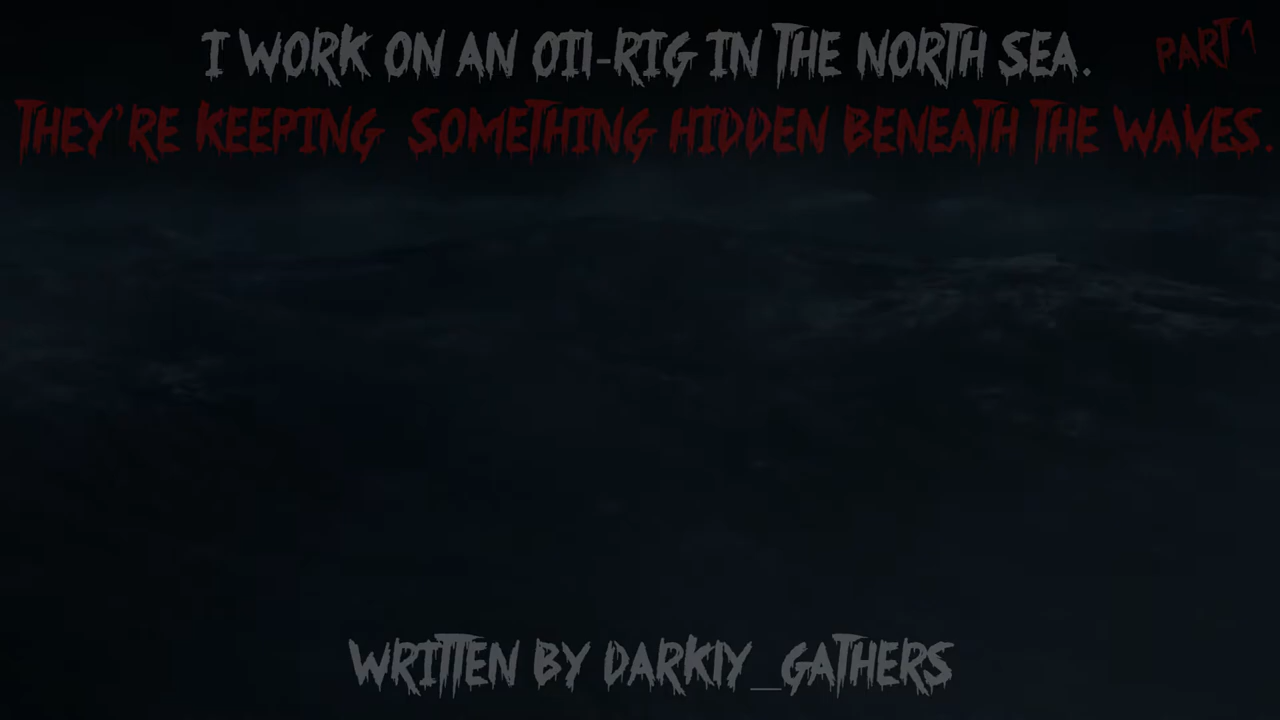 I WORK ON AN OIl-RIG IN THE NORTH SEA.
PART 1
THEY'RE KEEPING SOMETHING HIDDEN BENEATH THE WAVES.
WRITTEN BY DARKlY_GATHERS